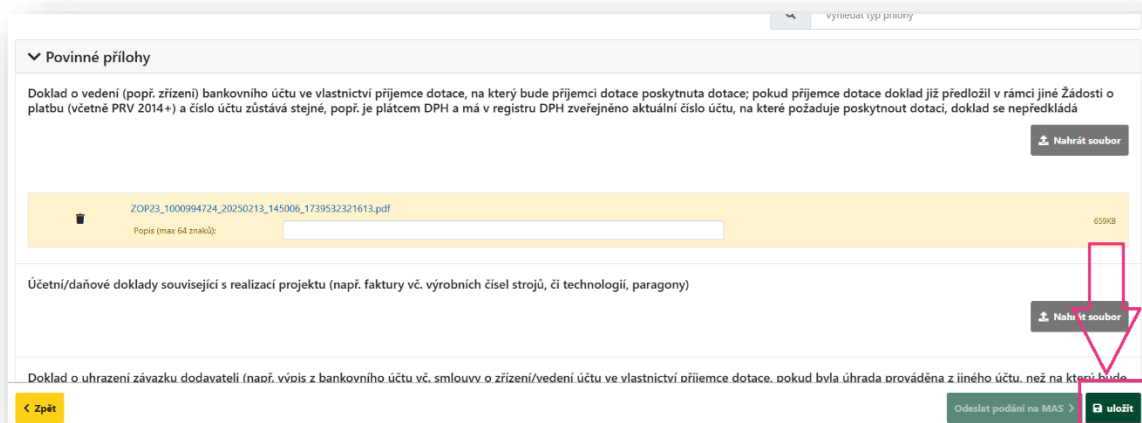 Vyhledat typ přílohy
Povinné přílohy
Doklad o vedení (popř. zřízení) bankovního účtu ve vlastnictví příjemce dotace, na který bude příjemci dotace poskytnuta dotace; pokud příjemce dotace doklad již předložil v rámci jiné Žádosti o
platbu (včetně PRV 2014+) a číslo účtu zůstává stejné, popř. je plátcem DPH a má v registru DPH zveřejněno aktuální číslo účtu, na které požaduje poskytnout dotaci, doklad se nepředkládá
Nahrát soubor
ZOP23_1000994724_20250213_145006_1739532321613.pdf
Popis (max 64 znaků):
659KB
Účetní/daňové doklady související s realizací projektu (např. faktury vč. výrobních čísel strojů, či technologií, paragony)
Nahrát soubor
Doklad o uhrazení závazku dodavateli (např. výpis z bankovního účtu vč. smlouvy o zřízení/vedení účtu ve vlastnictví příjemce dotace, pokud byla úhrada prováděna z jiného účtu, než na který bude
Zpět
Odeslat podání na MAS
uložit